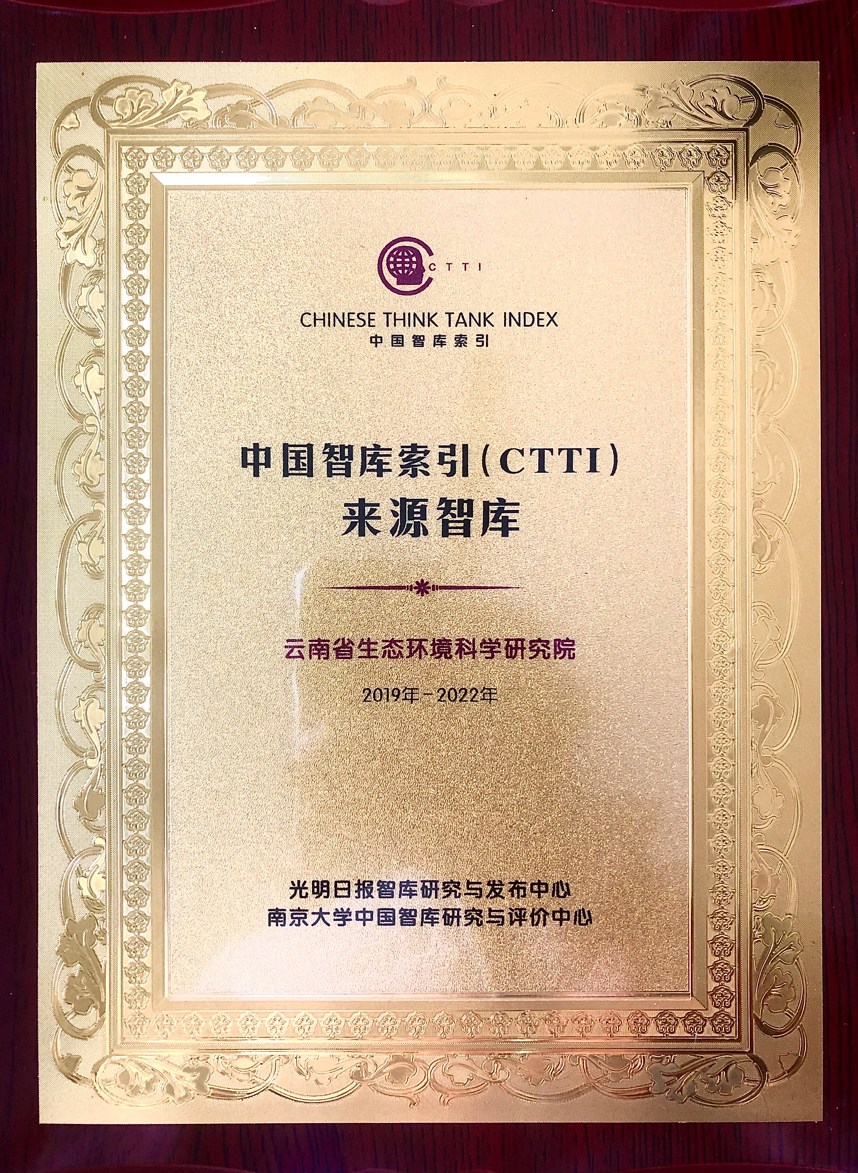 CTTI
CHINESE THINK TANK INDEX
中国智库索引
中国智库索引(CTTI)
来源智库
云南省生态环境科学研究院
2019年-2022年
光明日报智库研究与发布中心
南京大学中国智库研究与评价中心